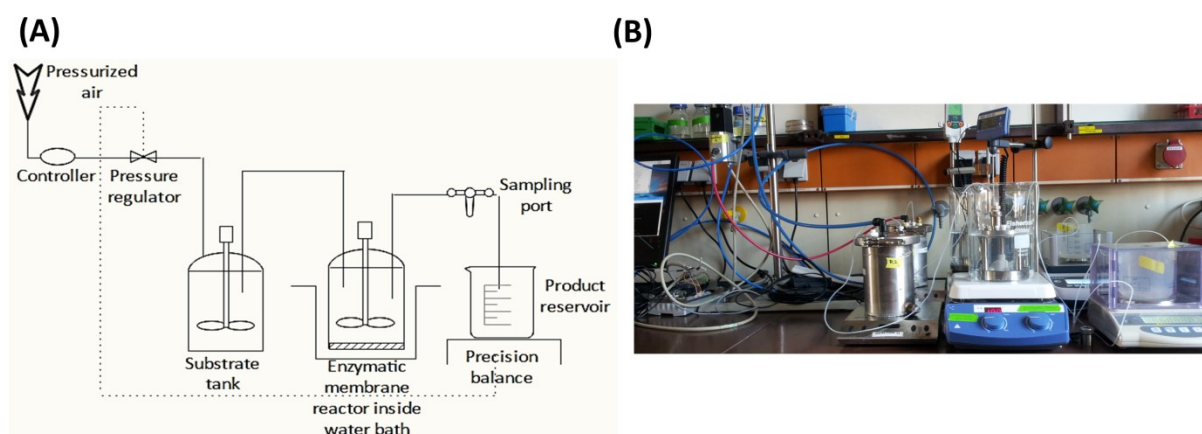 (A)
(B)
Pressurized
air
Controller
Pressure
regulator
Sampling
port
Product
reservoir
Substrate
tank
Enzymatic
membrane
reactor inside
water bath
Precision
balance